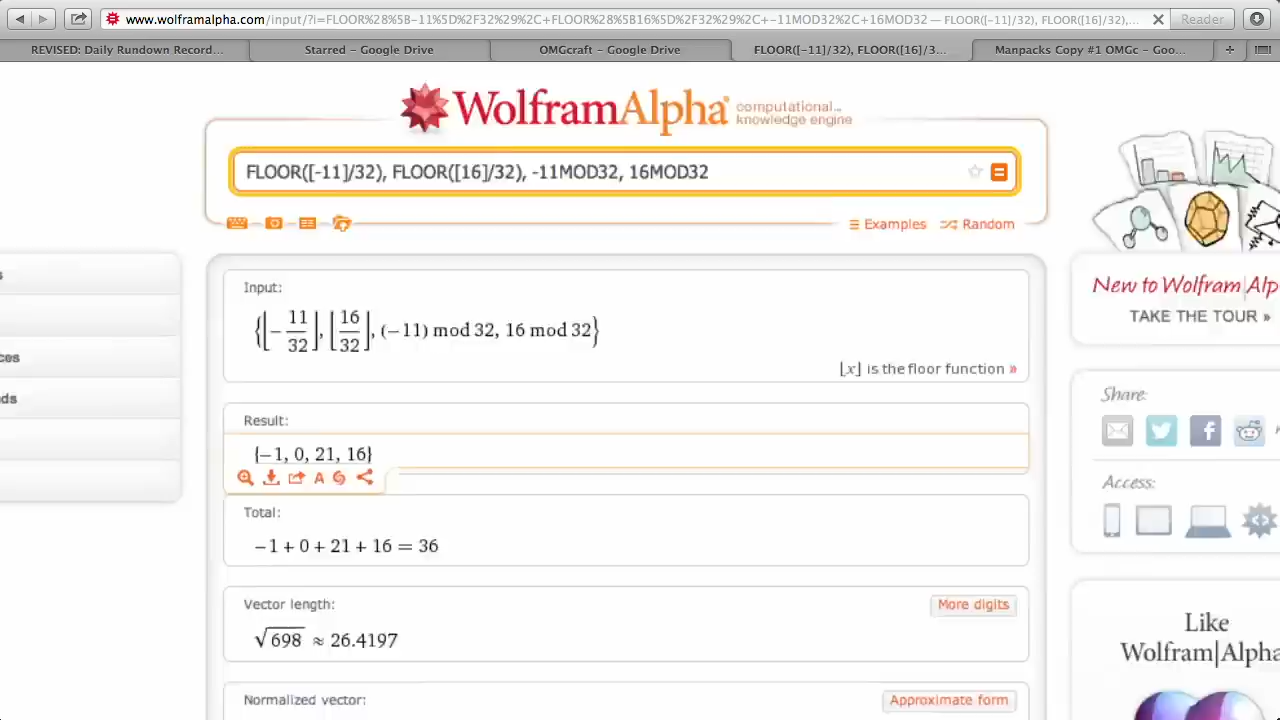 www.wolframalpha.com/input/?i=FLOOR%28%5B-11%5D%2F32%29%2C+FLOOR%28%5B16%5D%2F32%29%2C+-11MOD32%2C+16MOD32 — FLOOR([-11]/32), FLOOR([16]/32),... Reader
REVISED: Daily Rundown Record... Starred – Google Drive OMGcraft – Google Drive FLOOR([-11]/32), FLOOR([16]/3... Manpacks Copy #1 OMGc – Goo... +
WolframAlpha computational... knowledge engine
FLOOR([-11]/32), FLOOR([16]/32), -11MOD32, 16MOD32
Examples Random
Input:
{⌊-11/32⌋, ⌊16/32⌋, (-11) mod 32, 16 mod 32}
⌊x⌋ is the floor function »
Result:
{-1, 0, 21, 16}
A
Total:
-1 + 0 + 21 + 16 = 36
Vector length:
More digits
√698 ≈ 26.4197
Normalized vector:
Approximate form
s
ces
ds
New to Wolfram|Alp
TAKE THE TOUR »
Share:
Access:
Like
Wolfram|Alpha